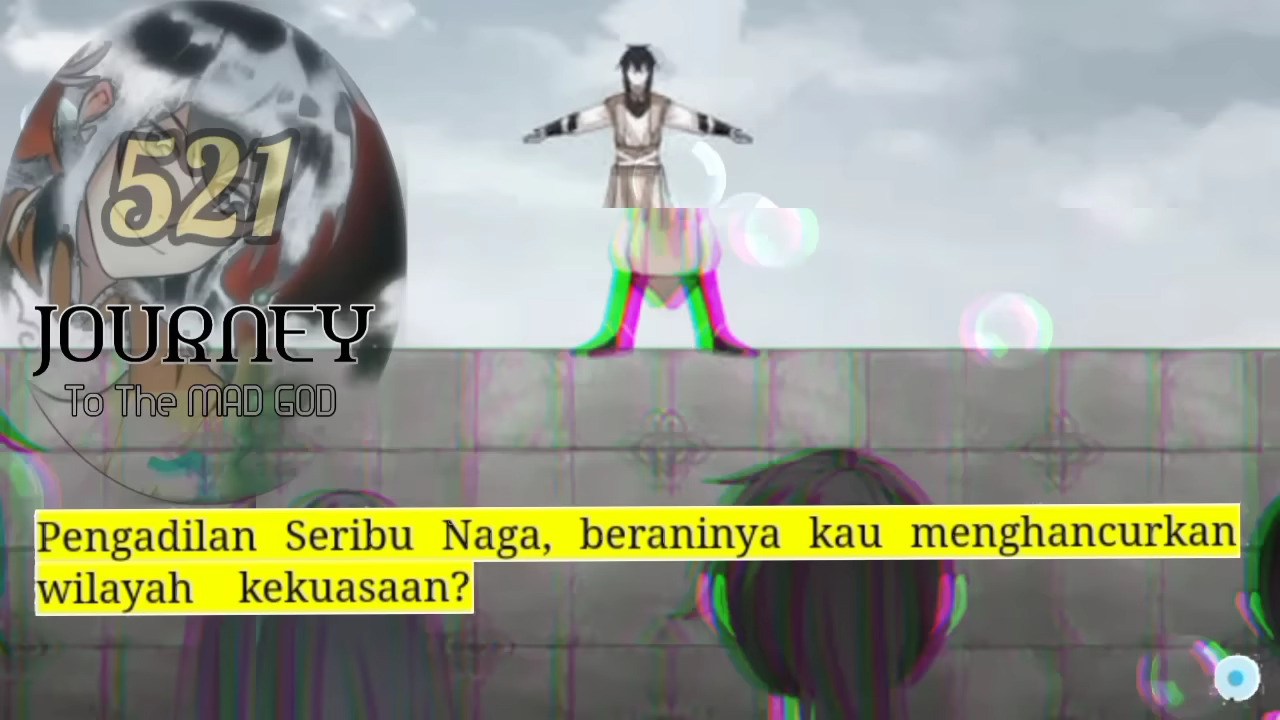 521
JOURNEY
To The MAD GOD
Pengadilan Seribu Naga, beraninya kau menghancurkan
wilayah kekuasaan?